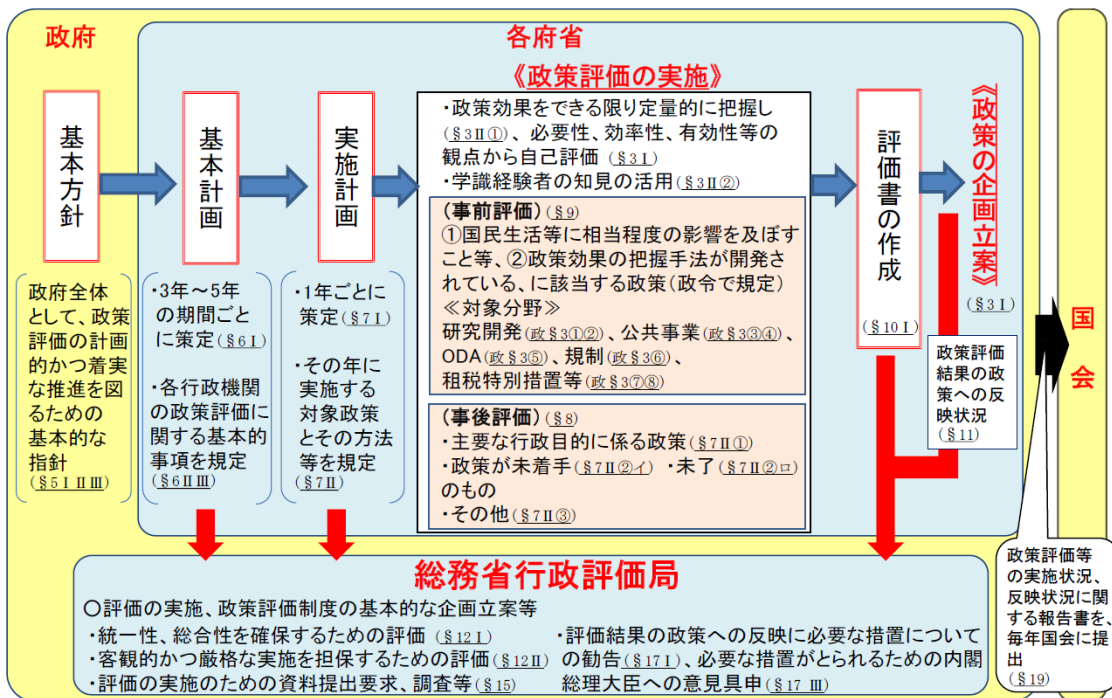 政府
各府省
《政策評価の実施》
基本方針
政府全体
として、政策
評価の計画
的かつ着実
な推進を図
るための
基本的な
指針
(§5ⅠⅡⅢ)
基本計画
・3年～5年
の期間ごと
に策定(§6Ⅰ)
・各行政機関
の政策評価に
関する基本的
事項を規定
(§6ⅡⅢ)
実施計画
・1年ごとに
策定(§7Ⅰ)
・その年に
実施する
対象政策
とその方法
等を規定
(§7Ⅱ)
・政策効果をできる限り定量的に把握し
(§3Ⅱ①)、必要性、効率性、有効性等の
観点から自己評価(§3Ⅰ)
・学識経験者の知見の活用(§3Ⅱ②)
(事前評価)(§9)
①国民生活等に相当程度の影響を及ぼす
こと等、②政策効果の把握手法が開発さ
れている、に該当する政策(政令で規定)
≪対象分野≫
研究開発(政§3①②)、公共事業(政§3③④)、
ODA(政§3⑤)、規制(政§3⑥)、
租税特別措置等(政§3⑦⑧)
(事後評価)(§8)
・主要な行政目的に係る政策(§7Ⅱ①)
・政策が未着手(§7Ⅱ②イ)・未了(§7Ⅱ②ロ)
のもの
・その他(§7Ⅱ③)
評価書の作成
(§10Ⅰ)
《政策の企画立案》
(§3Ⅰ)
政策評価
結果の政
策への反
映状況
(§11)
国会
政策評価等
の実施状況、
反映状況に関
する報告書を、
毎年国会に提
出
(§19)
総務省行政評価局
○評価の実施、政策評価制度の基本的な企画立案等
・統一性、総合性を確保するための評価(§12Ⅰ)
・客観的かつ厳格な実施を担保するための評価(§12Ⅱ)
・評価の実施のための資料提出要求、調査等(§15)
・評価結果の政策への反映に必要な措置について
の勧告(§17Ⅰ)、必要な措置がとられるための内閣
総理大臣への意見具申(§17Ⅲ)